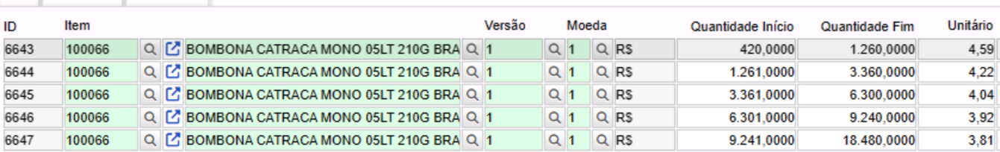 ID Item Versão Moeda Quantidade Início Quantidade Fim Unitário
6643 100066 BOMBONA CATRACA MONO 05LT 210G BRA 1 1 R$ 420,0000 1.260,0000 4,59
6644 100066 BOMBONA CATRACA MONO 05LT 210G BRA 1 1 R$ 1.261,0000 3.360,0000 4,22
6645 100066 BOMBONA CATRACA MONO 05LT 210G BRA 1 1 R$ 3.361,0000 6.300,0000 4,04
6646 100066 BOMBONA CATRACA MONO 05LT 210G BRA 1 1 R$ 6.301,0000 9.240,0000 3,92
6647 100066 BOMBONA CATRACA MONO 05LT 210G BRA 1 1 R$ 9.241,0000 18.480,0000 3,81